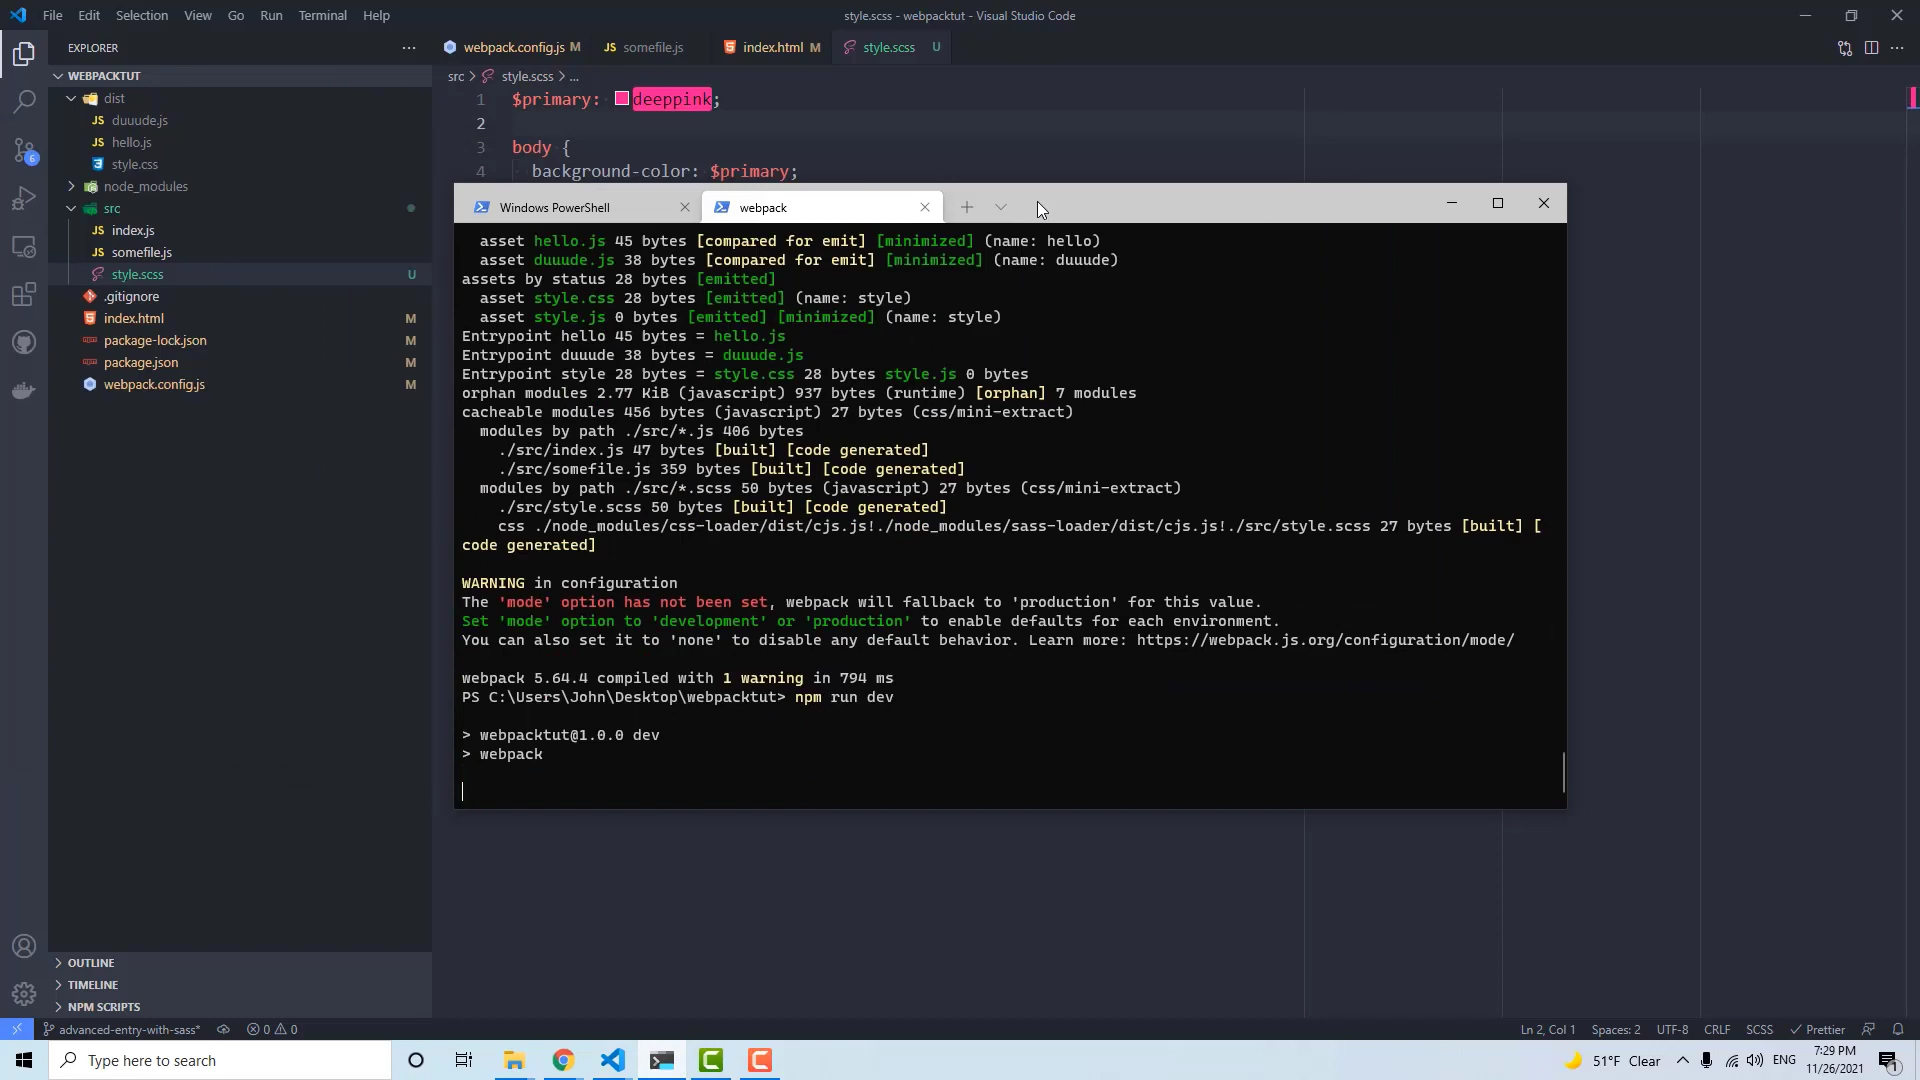 File Edit Selection View Go Run Terminal Help
style.scss - webpacktut - Visual Studio Code
EXPLORER
webpack.config.js M
JS somefile.js
index.html M
style.scss U
WEBPACKTUT
dist
JS duuude.js
JS hello.js
style.css
node_modules
src
JS index.js
JS somefile.js
style.scss U
.gitignore
index.html M
package-lock.json M
package.json M
webpack.config.js M
OUTLINE
TIMELINE
NPM SCRIPTS
6
src > style.scss > ...
1 $primary: deeppink;
2
3 body {
4 background-color: $primary;
Windows PowerShell
webpack
asset hello.js 45 bytes [compared for emit] [minimized] (name: hello)
asset duuude.js 38 bytes [compared for emit] [minimized] (name: duuude)
assets by status 28 bytes [emitted]
asset style.css 28 bytes [emitted] (name: style)
asset style.js 0 bytes [emitted] [minimized] (name: style)
Entrypoint hello 45 bytes = hello.js
Entrypoint duuude 38 bytes = duuude.js
Entrypoint style 28 bytes = style.css 28 bytes style.js 0 bytes
orphan modules 2.77 KiB (javascript) 937 bytes (runtime) [orphan] 7 modules
cacheable modules 456 bytes (javascript) 27 bytes (css/mini-extract)
modules by path ./src/*.js 406 bytes
./src/index.js 47 bytes [built] [code generated]
./src/somefile.js 359 bytes [built] [code generated]
modules by path ./src/*.scss 50 bytes (javascript) 27 bytes (css/mini-extract)
./src/style.scss 50 bytes [built] [code generated]
css ./node_modules/css-loader/dist/cjs.js!./node_modules/sass-loader/dist/cjs.js!./src/style.scss 27 bytes [built] [
code generated]
WARNING in configuration
The 'mode' option has not been set, webpack will fallback to 'production' for this value.
Set 'mode' option to 'development' or 'production' to enable defaults for each environment.
You can also set it to 'none' to disable any default behavior. Learn more: https://webpack.js.org/configuration/mode/
webpack 5.64.4 compiled with 1 warning in 794 ms
PS C:\Users\John\Desktop\webpacktut> npm run dev
> webpacktut@1.0.0 dev
> webpack
advanced-entry-with-sass* 0 0
Ln 2, Col 1 Spaces: 2 UTF-8 CRLF SCSS Prettier
Type here to search
51°F Clear
ENG
7:29 PM
11/26/2021
1